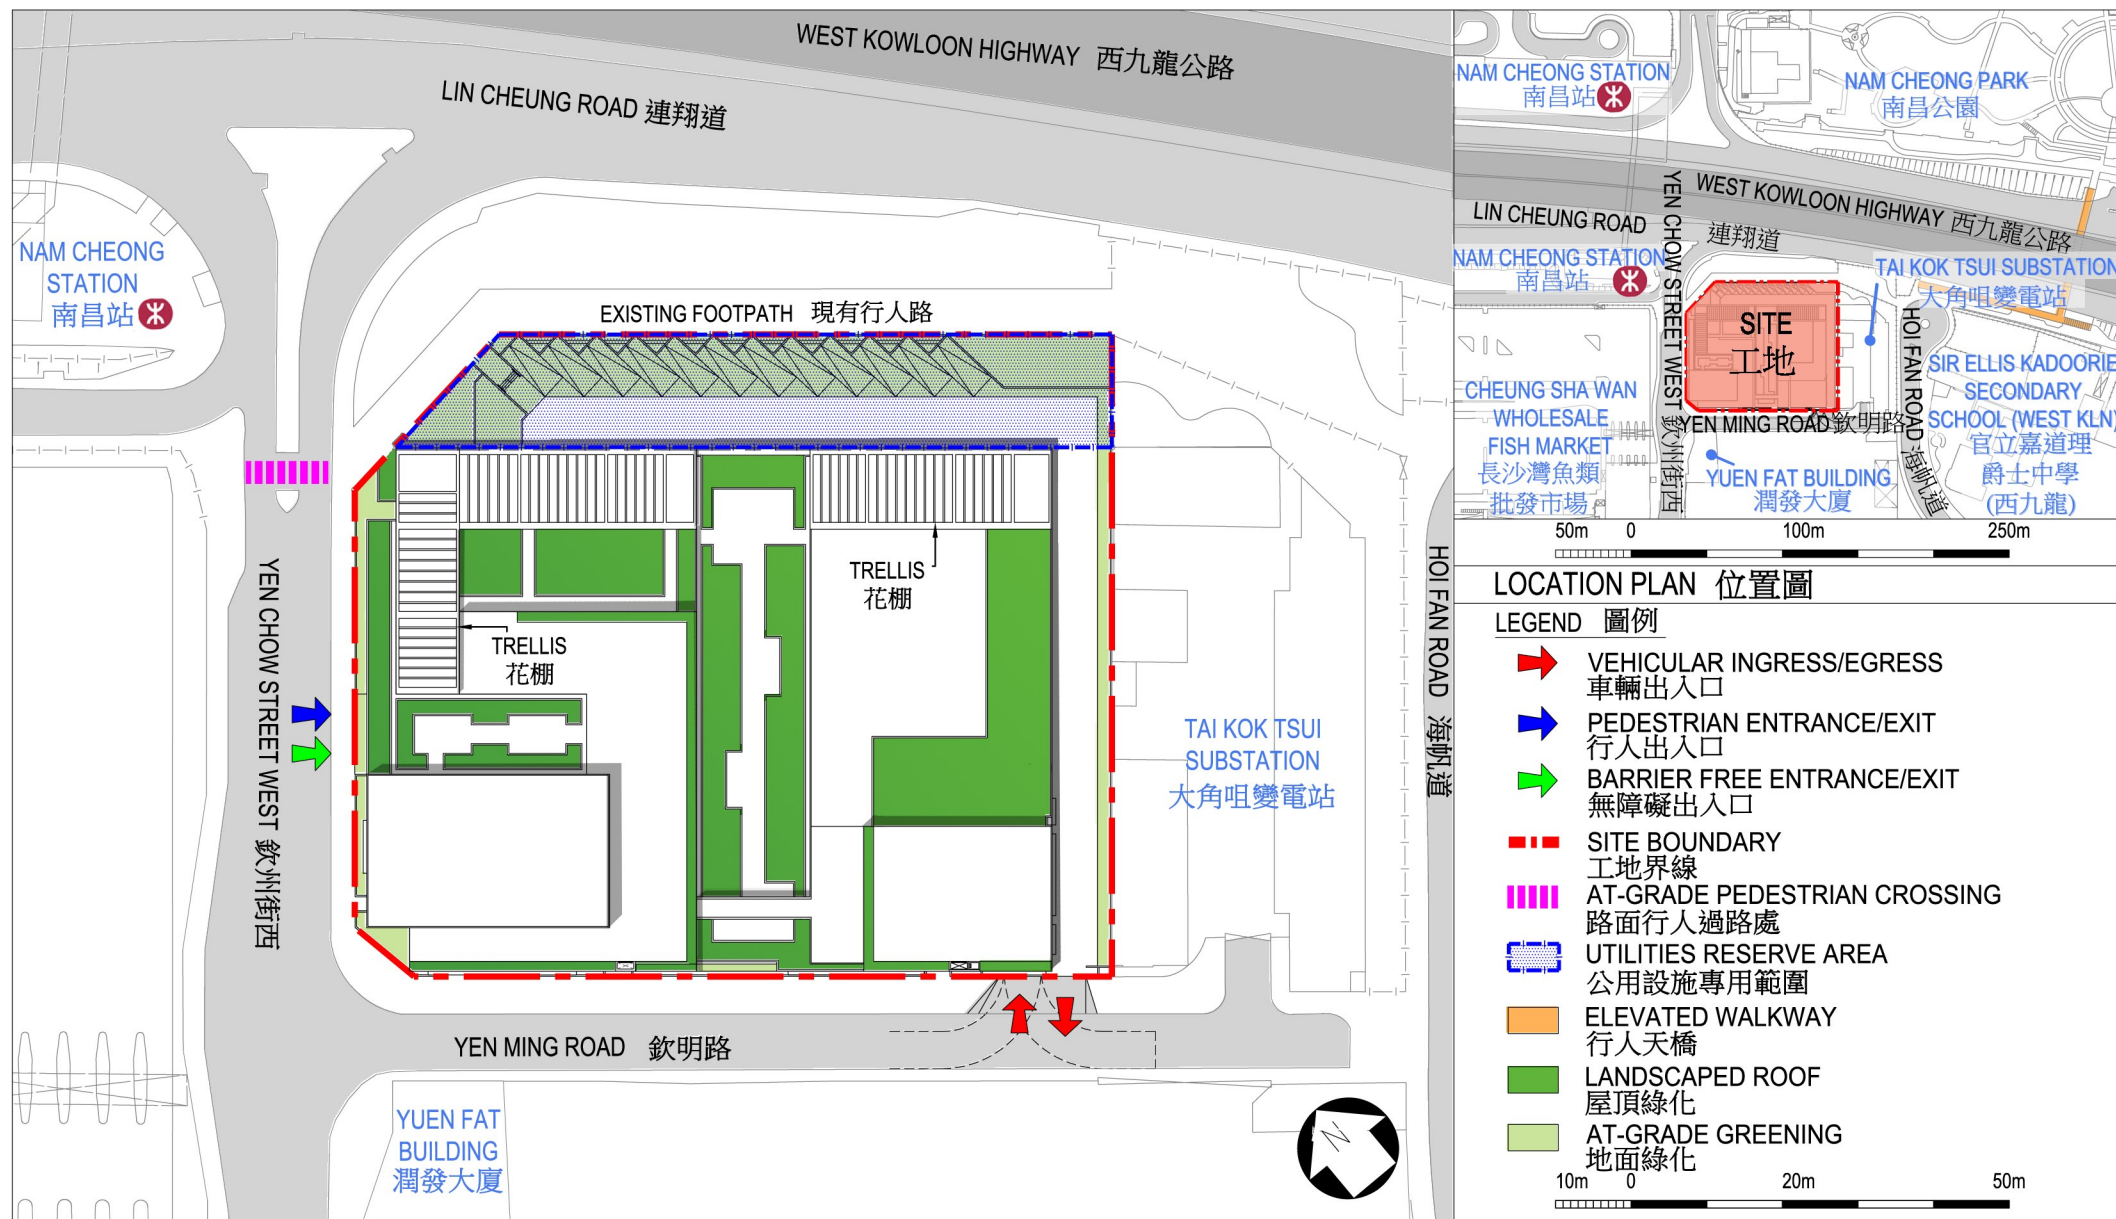 WEST KOWLOON HIGHWAY 西九龍公路
LIN CHEUNG ROAD 連翔道
NAM CHEONG
STATION
南昌站
EXISTING FOOTPATH 現有行人路
TRELLIS
花棚
TRELLIS
花棚
YEN CHOW STREET WEST 欽州街西
TAI KOK TSUI
SUBSTATION
大角咀變電站
HOI FAN ROAD 海帆道
YEN MING ROAD 欽明路
YUEN FAT
BUILDING
潤發大廈
N
NAM CHEONG STATION
南昌站
NAM CHEONG PARK
南昌公園
WEST KOWLOON HIGHWAY 西九龍公路
LIN CHEUNG ROAD 連翔道
NAM CHEONG STATION
南昌站
YEN CHOW STREET WEST 欽州街西
TAI KOK TSUI SUBSTATION
大角咀變電站
SITE
工地
HOI FAN ROAD 海帆道
SIR ELLIS KADOORIE
SECONDARY
SCHOOL (WEST KLN)
官立嘉道理
爵士中學
(西九龍)
CHEUNG SHA WAN
WHOLESALE
FISH MARKET
長沙灣魚類
批發市場
YEN MING ROAD 欽明路
YUEN FAT BUILDING
潤發大廈
50m 0 100m 250m
LOCATION PLAN 位置圖
LEGEND 圖例
VEHICULAR INGRESS/EGRESS
車輛出入口
PEDESTRIAN ENTRANCE/EXIT
行人出入口
BARRIER FREE ENTRANCE/EXIT
無障礙出入口
SITE BOUNDARY
工地界線
AT-GRADE PEDESTRIAN CROSSING
路面行人過路處
UTILITIES RESERVE AREA
公用設施專用範圍
ELEVATED WALKWAY
行人天橋
LANDSCAPED ROOF
屋頂綠化
AT-GRADE GREENING
地面綠化
10m 0 20m 50m